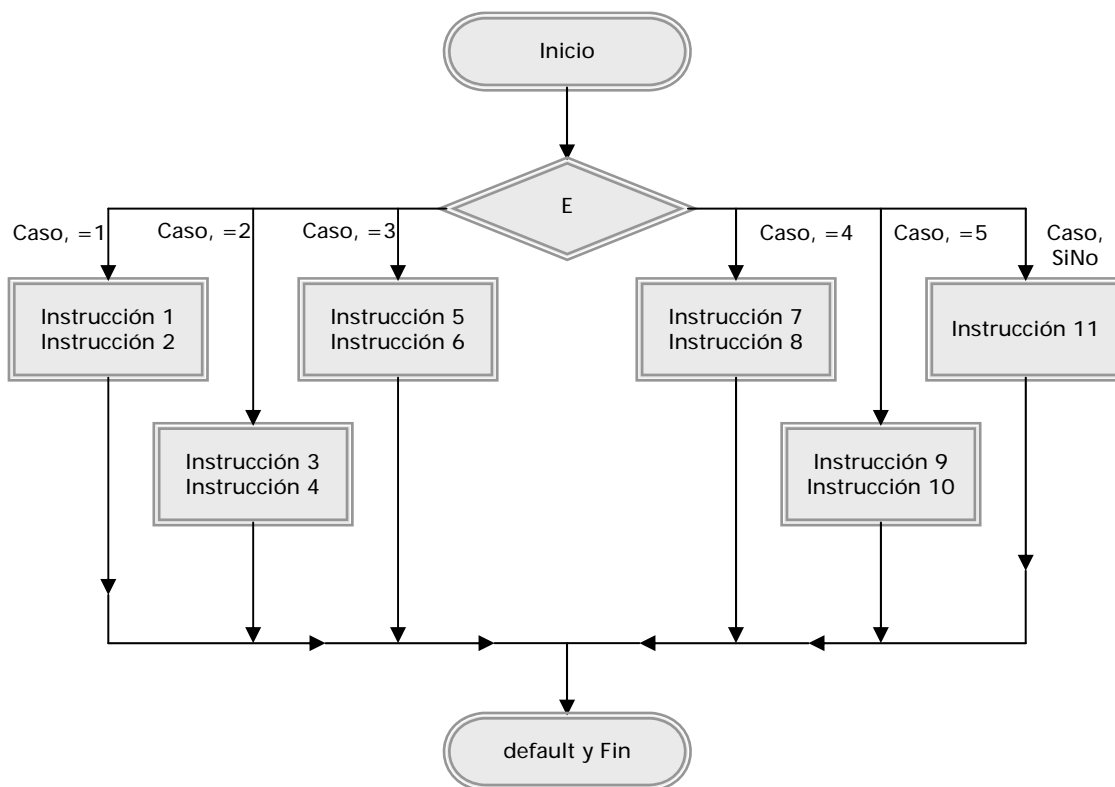 Inicio
E
Caso, =1
Caso, =2
Caso, =3
Caso, =4
Caso, =5
Caso,
SiNo
Instrucción 1
Instrucción 2
Instrucción 5
Instrucción 6
Instrucción 7
Instrucción 8
Instrucción 11
Instrucción 3
Instrucción 4
Instrucción 9
Instrucción 10
default y Fin